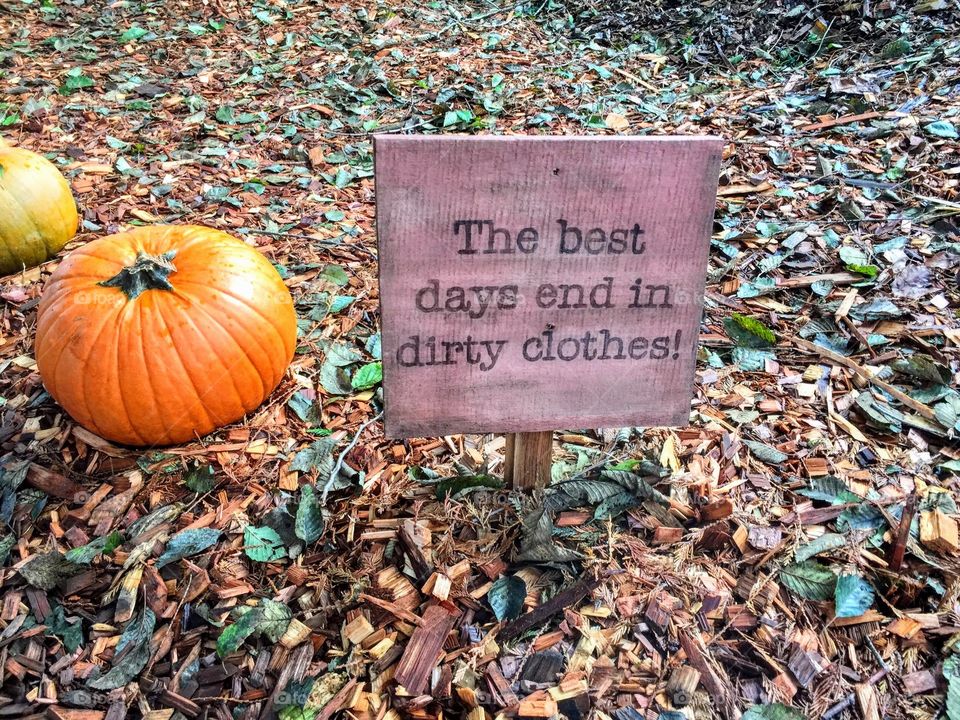 The best
days end in
dirty clothes!